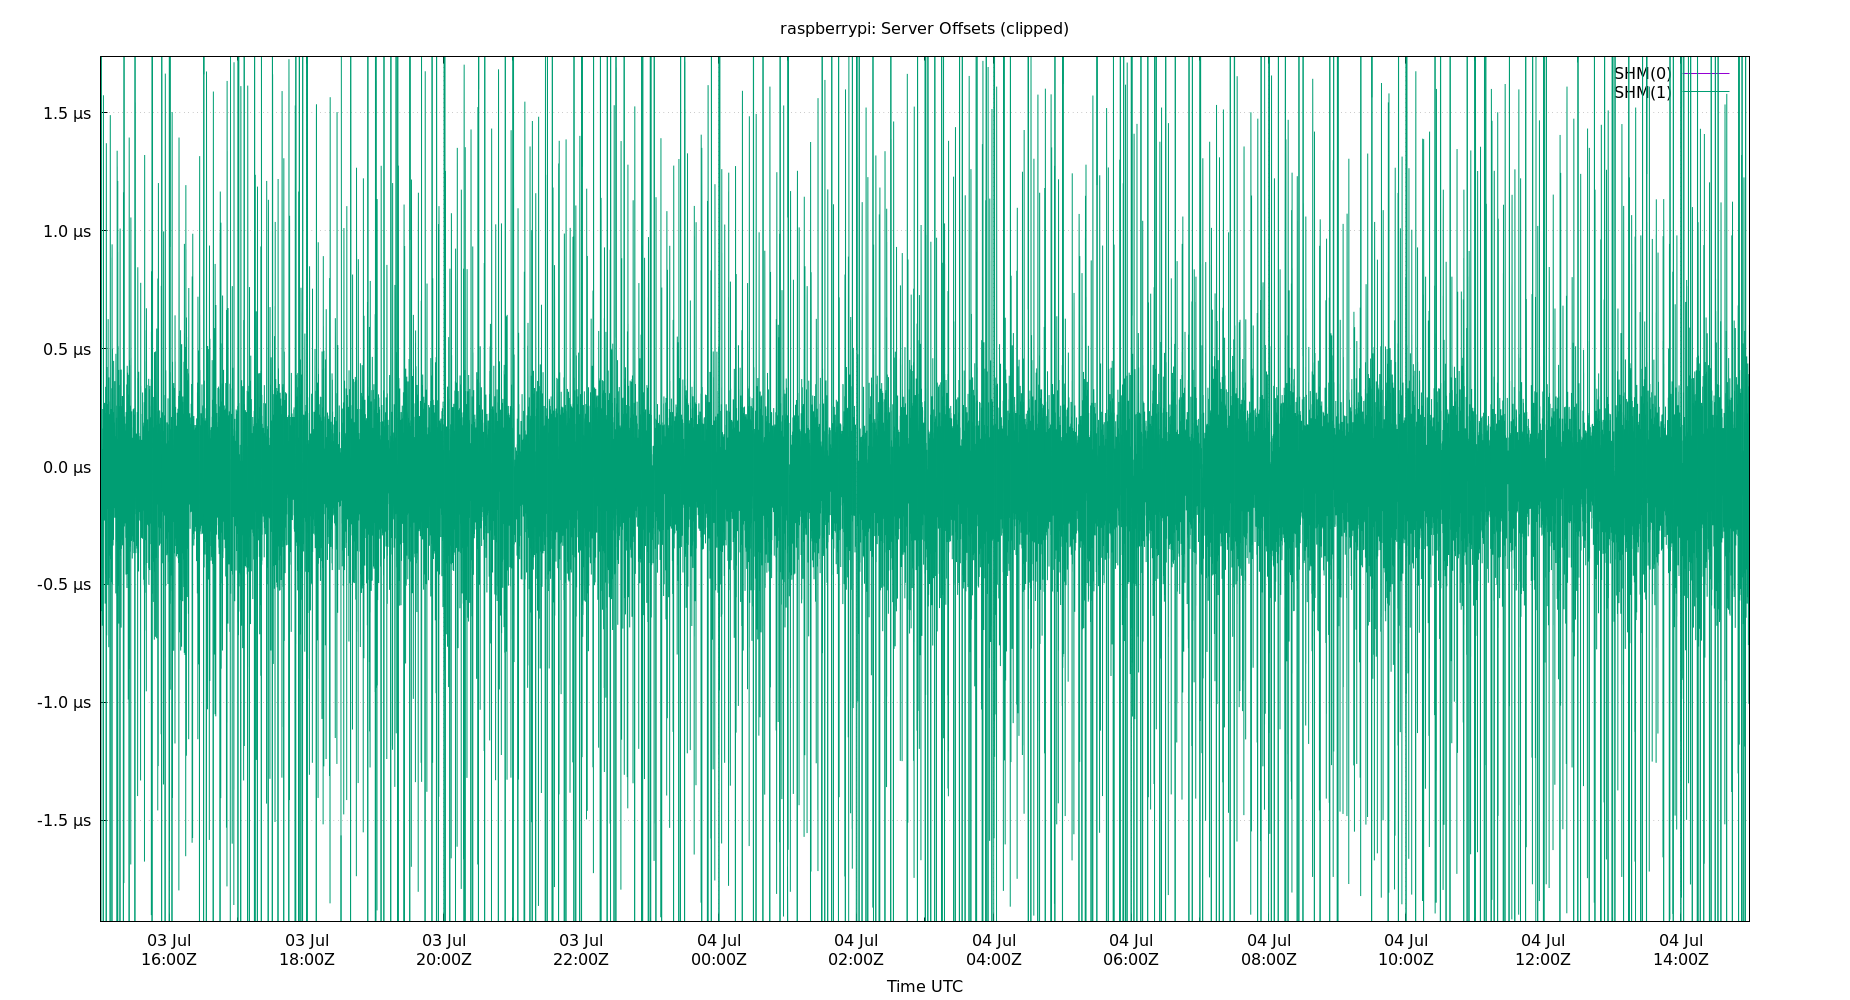 raspberrypi: Server Offsets (clipped)
SHM(0)
SHM(1)
1.5 µs
1.0 µs
0.5 µs
0.0 µs
-0.5 µs
-1.0 µs
-1.5 µs
03 Jul 03 Jul 03 Jul 03 Jul 04 Jul 04 Jul 04 Jul 04 Jul 04 Jul 04 Jul 04 Jul 04 Jul
16:00Z 18:00Z 20:00Z 22:00Z 00:00Z 02:00Z 04:00Z 06:00Z 08:00Z 10:00Z 12:00Z 14:00Z
Time UTC